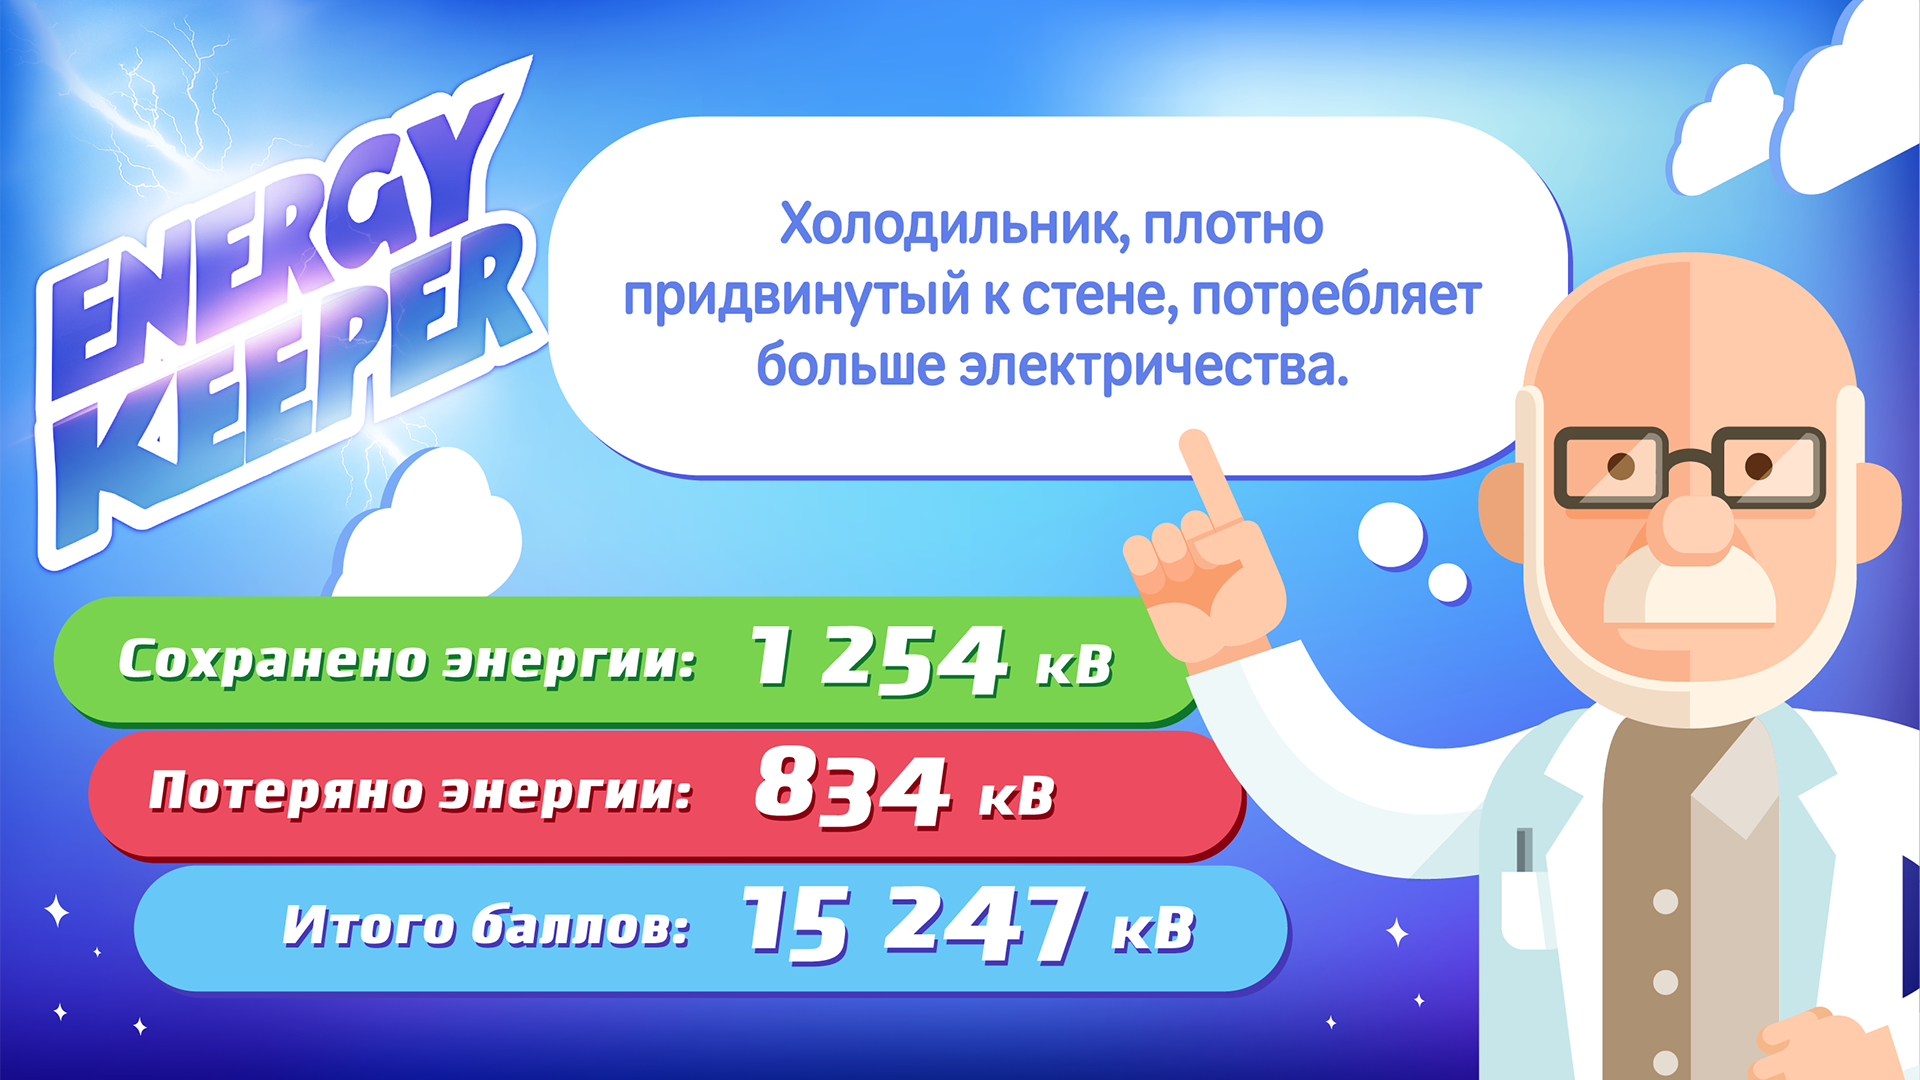 ENERGY
KEEPER
Холодильник, плотно
придвинутый к стене, потребляет
больше электричества.
Сохранено энергии: 1 254 кВ
Потеряно энергии: 834 кВ
Итого баллов: 15 247 кВ